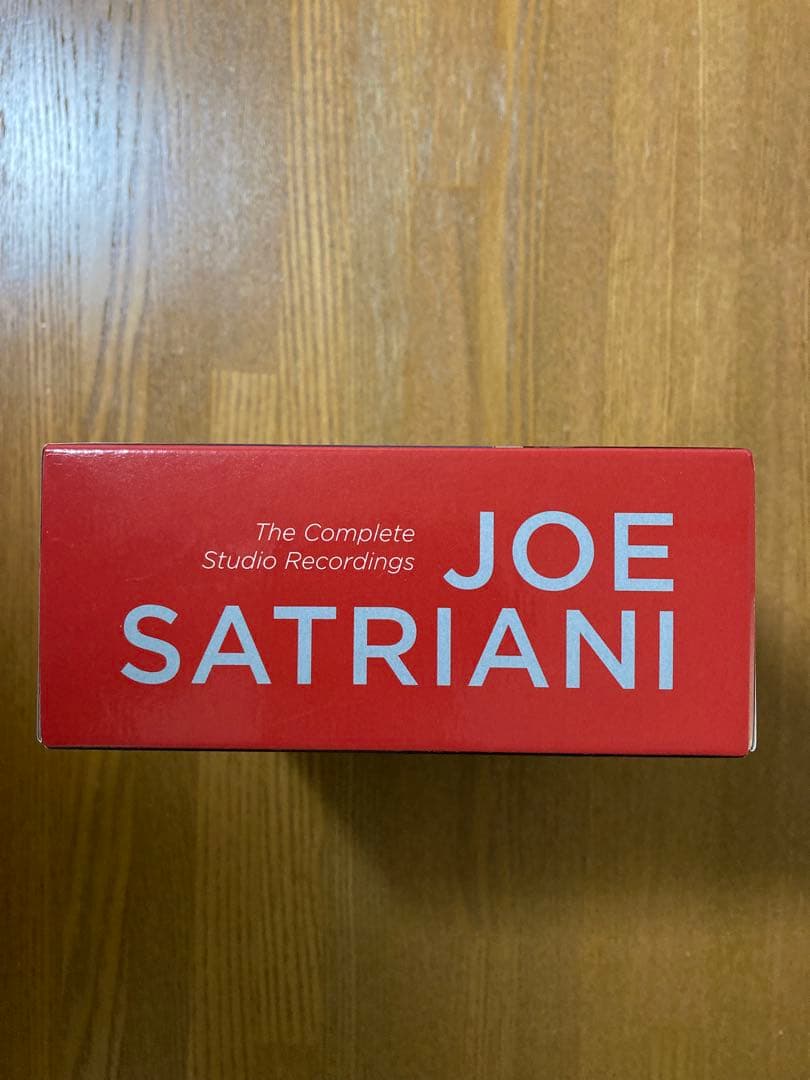 The Complete
Studio Recordings
JOE
SATRIANI